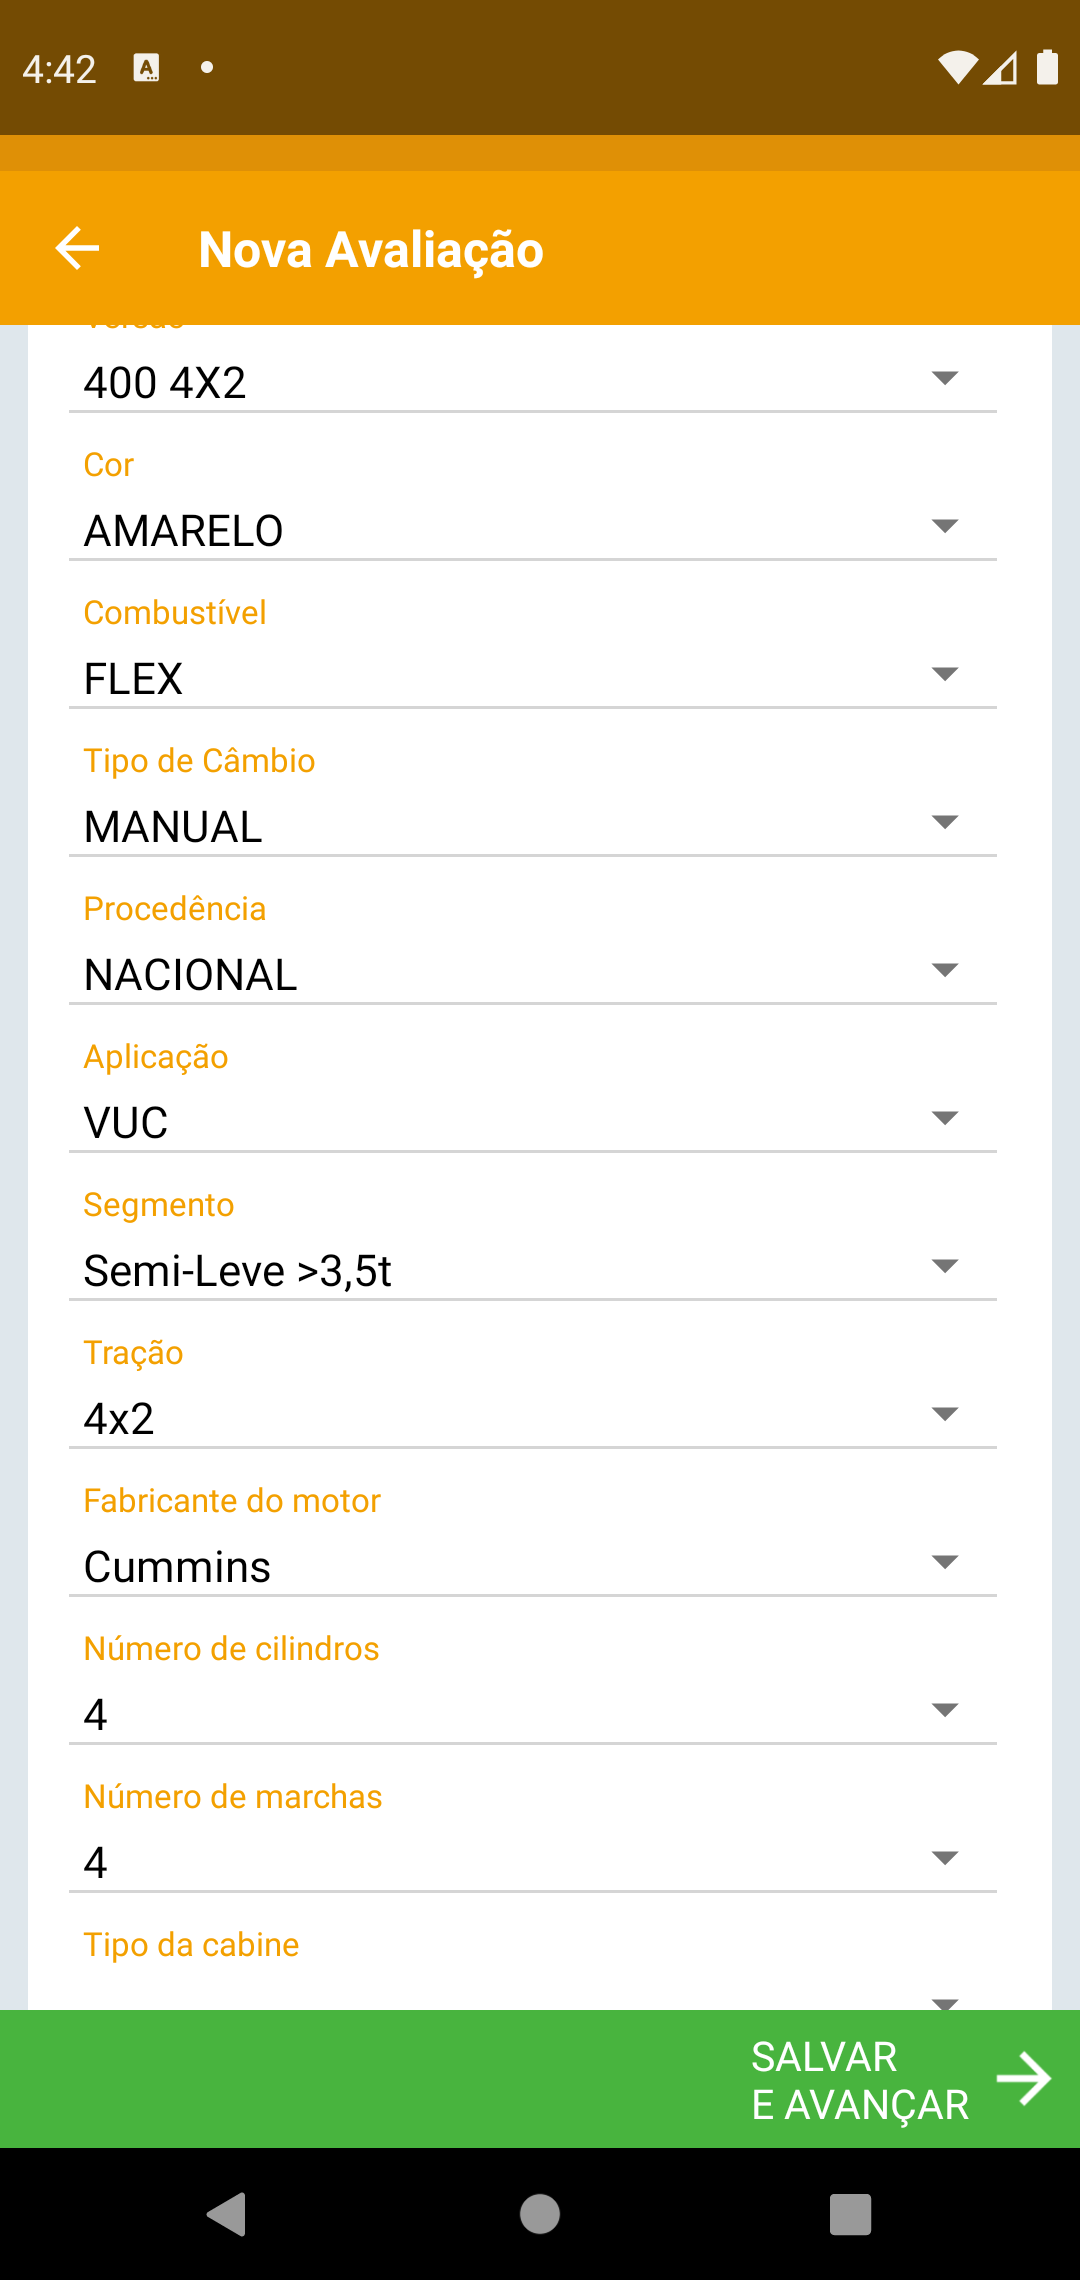 4:42
Nova Avaliação
400 4X2
Cor
AMARELO
Combustível
FLEX
Tipo de Câmbio
MANUAL
Procedência
NACIONAL
Aplicação
VUC
Segmento
Semi-Leve >3,5t
Tração
4x2
Fabricante do motor
Cummins
Número de cilindros
4
Número de marchas
4
Tipo da cabine
SALVAR
E AVANÇAR